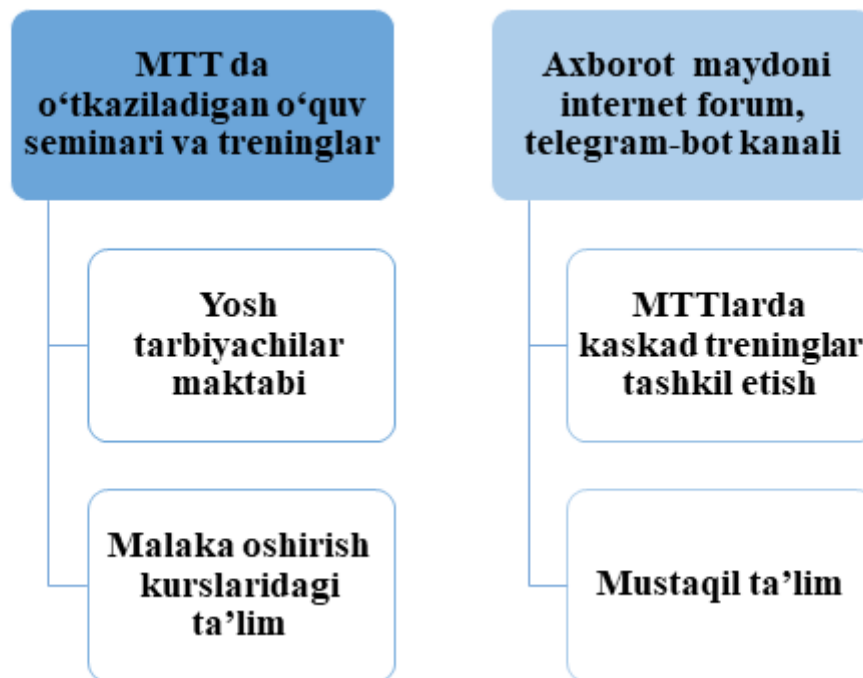 MTT da
o‘tkaziladigan o‘quv
seminari va treninglar
Yosh
tarbiyachilar
maktabi
Malaka oshirish
kurslaridagi
ta’lim
Axborot maydoni
internet forum,
telegram-bot kanali
MTTlarda
kaskad treninglar
tashkil etish
Mustaqil ta’lim